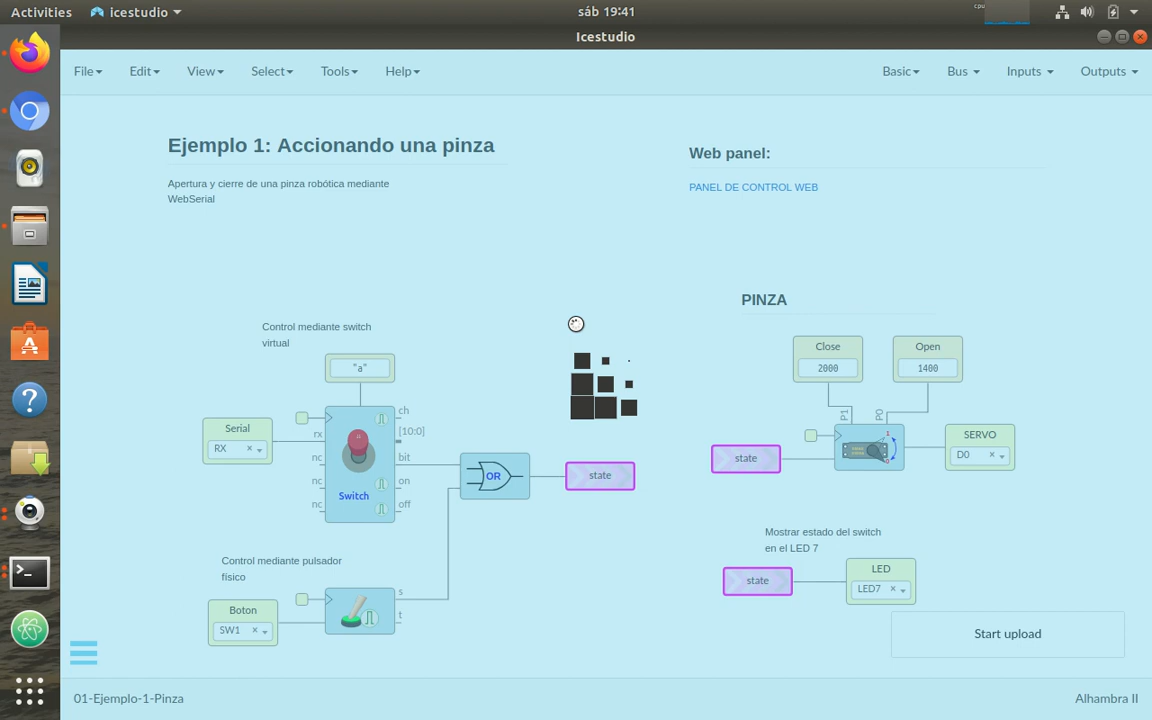 Activities
icestudio
sáb 19:41
cpu
Icestudio
File
Edit
View
Select
Tools
Help
Basic
Bus
Inputs
Outputs
Ejemplo 1: Accionando una pinza
Apertura y cierre de una pinza robótica mediante
WebSerial
Web panel:
PANEL DE CONTROL WEB
Control mediante switch
virtual
"a"
Serial
RX
ch
rx
[10:0]
nc
bit
nc
on
nc
off
Switch
OR
state
Control mediante pulsador
físico
Boton
SW1
s
t
PINZA
Close
2000
Open
1400
P1
P0
1
0
state
SERVO
D0
Mostrar estado del switch
en el LED 7
state
LED
LED7
Start upload
01-Ejemplo-1-Pinza
Alhambra II